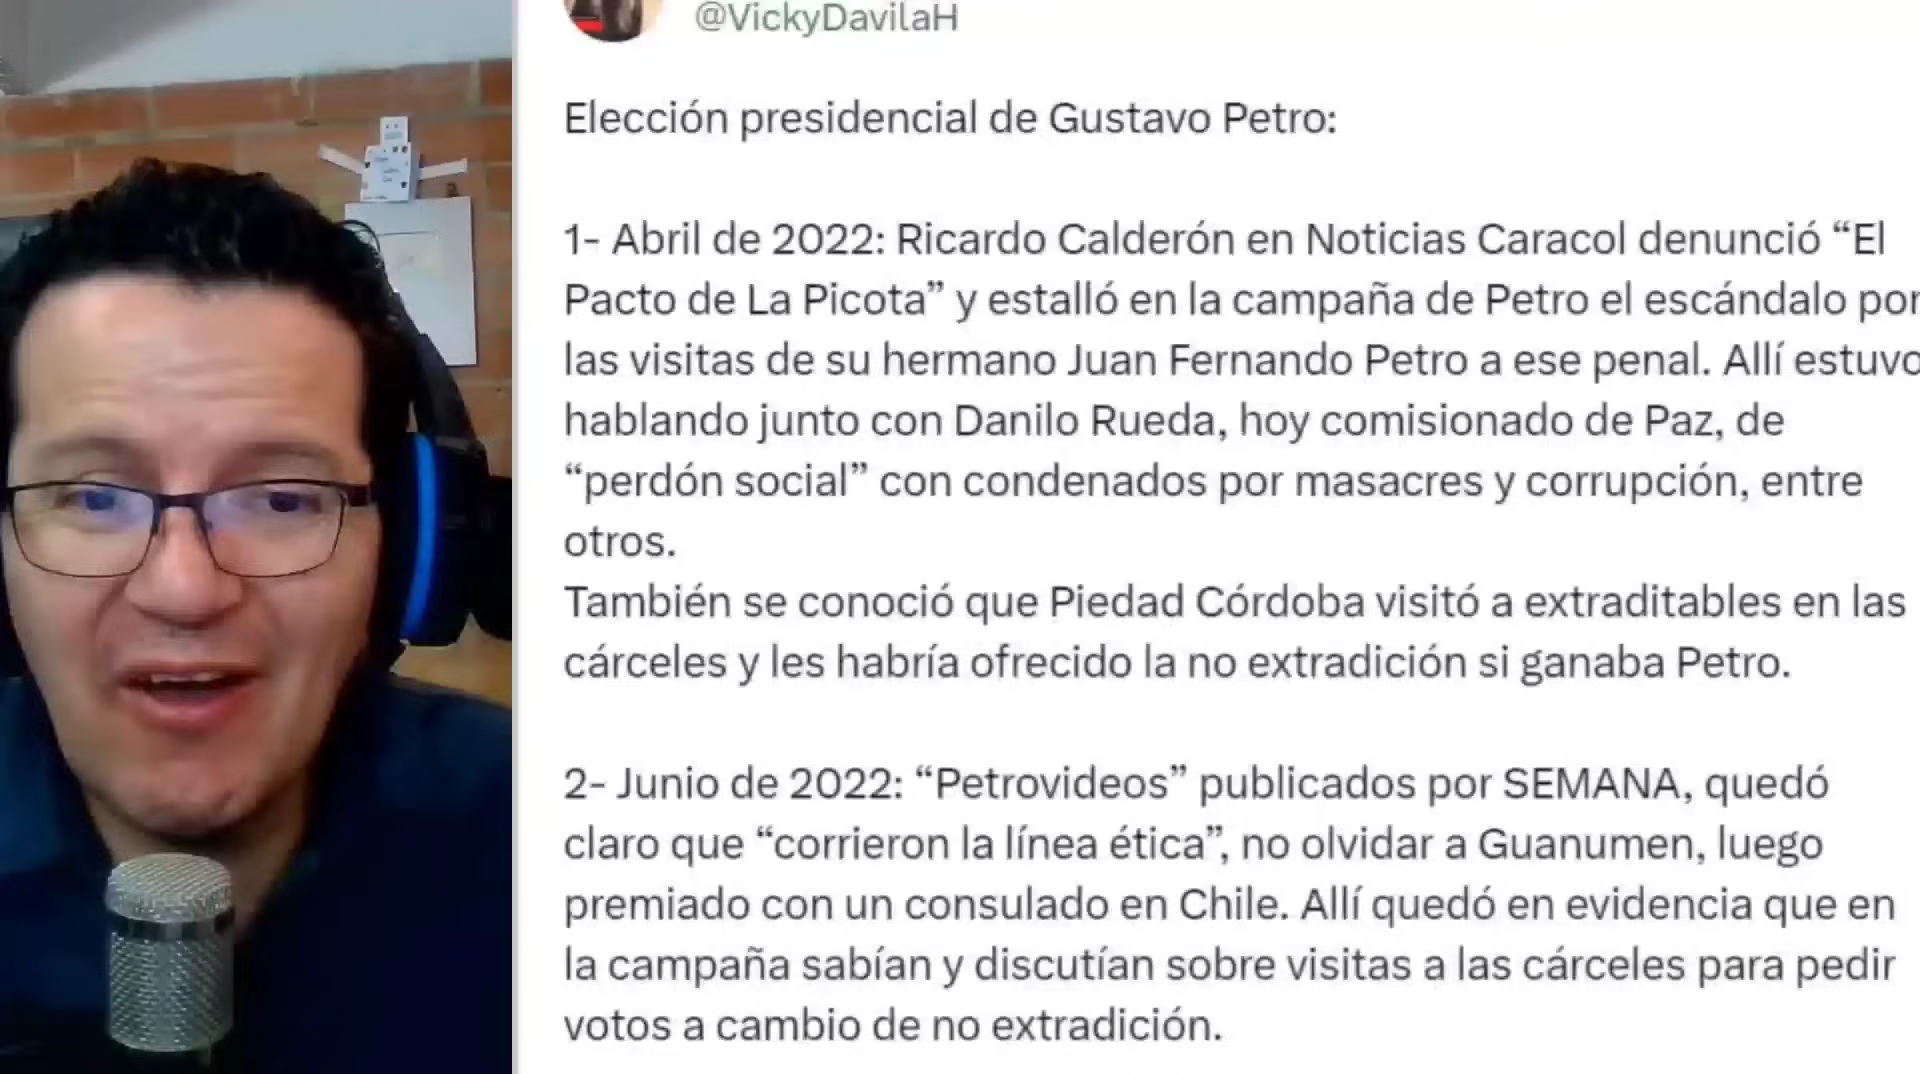 @VickyDavilaH
Elección presidencial de Gustavo Petro:
1- Abril de 2022: Ricardo Calderón en Noticias Caracol denunció “El
Pacto de La Picota” y estalló en la campaña de Petro el escándalo por
las visitas de su hermano Juan Fernando Petro a ese penal. Allí estuvo
hablando junto con Danilo Rueda, hoy comisionado de Paz, de
“perdón social” con condenados por masacres y corrupción, entre
otros.
También se conoció que Piedad Córdoba visitó a extraditables en las
cárceles y les habría ofrecido la no extradición si ganaba Petro.
2- Junio de 2022: “Petrovideos” publicados por SEMANA, quedó
claro que “corrieron la línea ética”, no olvidar a Guanumen, luego
premiado con un consulado en Chile. Allí quedó en evidencia que en
la campaña sabían y discutían sobre visitas a las cárceles para pedir
votos a cambio de no extradición.